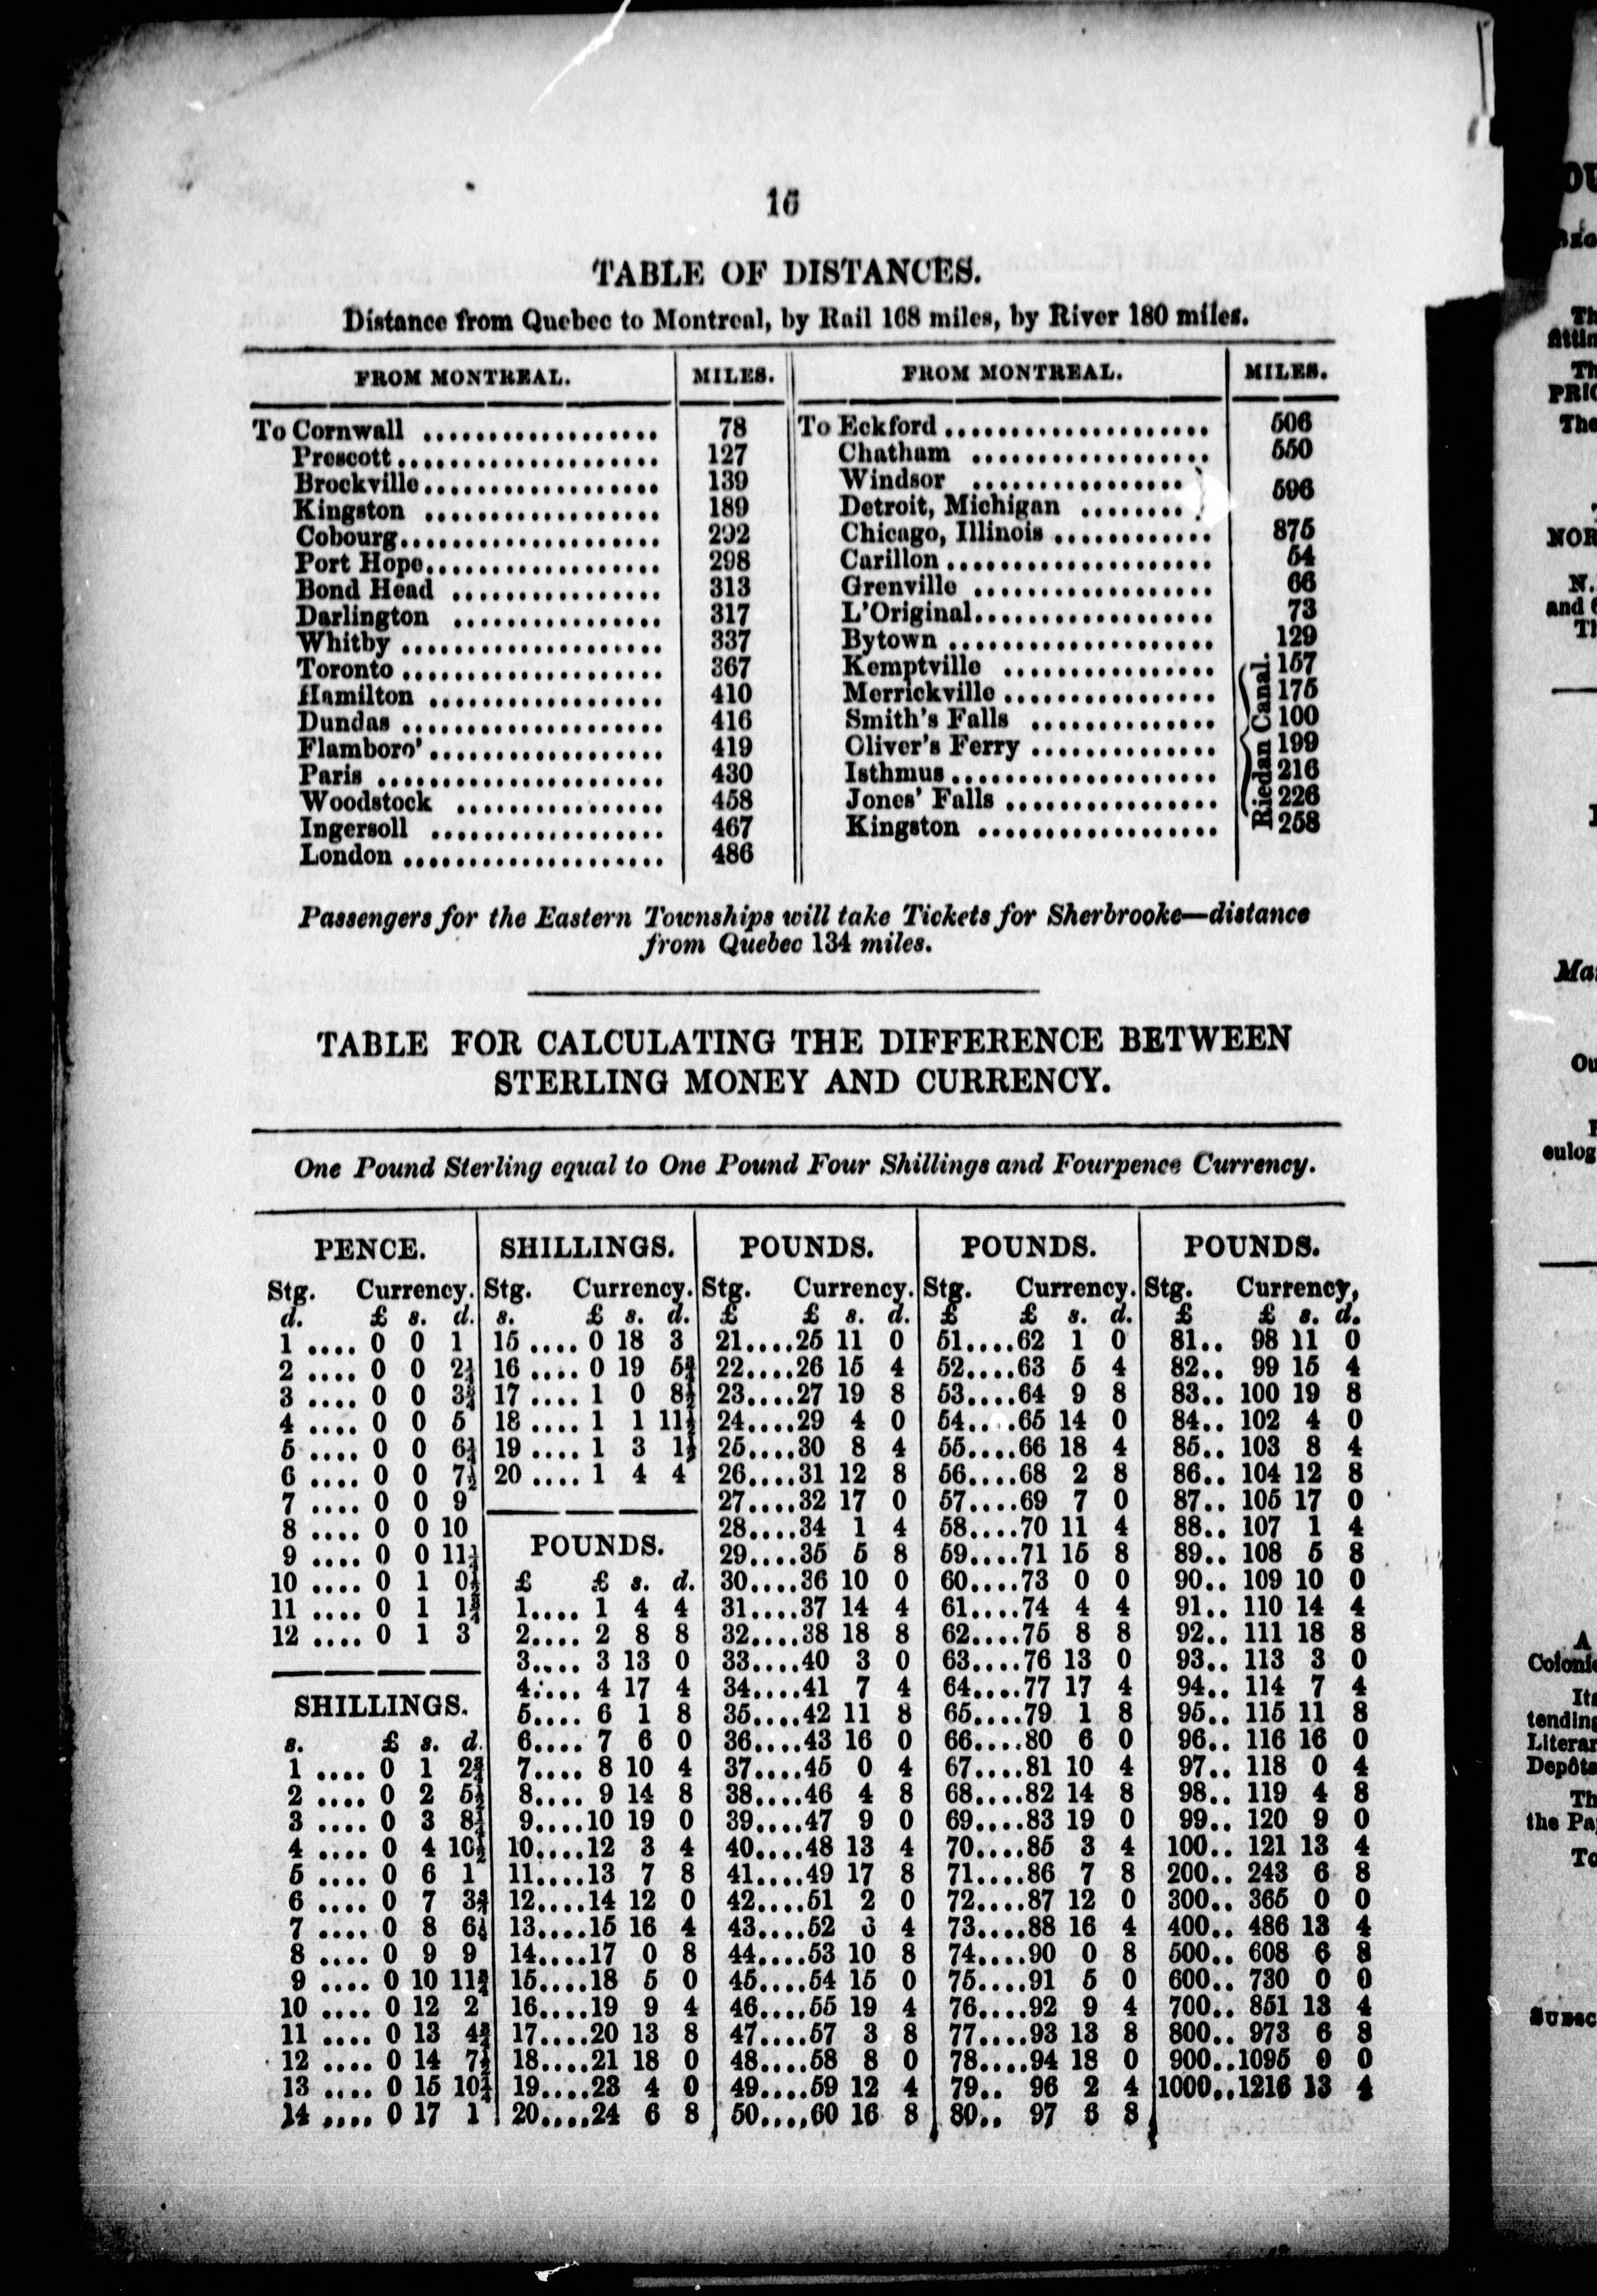 16
TABLE OF DISTANCES.
Distance from Quebec to Montreal, by Rail 168 miles, by River 180 miles.
FROM MONTREAL. MILES.
To Cornwall .................. 78
Prescott.................... 127
Brockville.................. 139
Kingston .................. 189
Cobourg.................... 292
Port Hope.................. 298
Bond Head ................ 313
Darlington ................ 317
Whitby .................... 337
Toronto .................... 367
Hamilton .................. 410
Dundas .................... 416
Flamboro'.................. 419
Paris ...................... 430
Woodstock ................ 458
Ingersoll .................. 467
London .................... 486
FROM MONTREAL. MILES.
To Eckford .................... 506
Chatham .................. 550
Windsor ................ }
Detroit, Michigan ........ } 596
Chicago, Illinois ............ 875
Carillon .................... 54
Grenville .................. 66
L'Original.................. 73
Bytown .................... 129
Kemptville ................ 157
Merrickville ................ 175
Smith's Falls .............. 100
Oliver's Ferry .............. 199
Isthmus .................... 216
Jones' Falls ................ 226
Kingston .................. 258
Riedan Canal.
Passengers for the Eastern Townships will take Tickets for Sherbrooke—distance
from Quebec 134 miles.
TABLE FOR CALCULATING THE DIFFERENCE BETWEEN
STERLING MONEY AND CURRENCY.
One Pound Sterling equal to One Pound Four Shillings and Fourpence Currency.
PENCE.
Stg. Currency.
d. £ s. d.
1 .... 0 0 1
2 .... 0 0 2¼
3 .... 0 0 3¾
4 .... 0 0 5
5 .... 0 0 6¼
6 .... 0 0 7½
7 .... 0 0 9
8 .... 0 0 10
9 .... 0 0 11¼
10 .... 0 1 0½
11 .... 0 1 1¾
12 .... 0 1 3
SHILLINGS.
s. £ s. d.
1 .... 0 1 2¾
2 .... 0 2 5½
3 .... 0 3 8¼
4 .... 0 4 10½
5 .... 0 6 1
6 .... 0 7 3¾
7 .... 0 8 6¼
8 .... 0 9 9
9 .... 0 10 11¾
10 .... 0 12 2
11 .... 0 13 4¾
12 .... 0 14 7½
13 .... 0 15 10¼
14 .... 0 17 1
SHILLINGS.
Stg. Currency.
s. £ s. d.
15 .... 0 18 3
16 .... 0 19 5¾
17 .... 1 0 8½
18 .... 1 1 11½
19 .... 1 3 1½
20 .... 1 4 4
POUNDS.
£ £ s. d.
1.... 1 4 4
2.... 2 8 8
3.... 3 13 0
4.... 4 17 4
5.... 6 1 8
6.... 7 6 0
7.... 8 10 4
8.... 9 14 8
9....10 19 0
10....12 3 4
11....13 7 8
12....14 12 0
13....15 16 4
14....17 0 8
15....18 5 0
16....19 9 4
17....20 13 8
18....21 18 0
19....23 4 0
20....24 6 8
POUNDS.
Stg. Currency.
£ £ s. d.
21....25 11 0
22....26 15 4
23....27 19 8
24....29 4 0
25....30 8 4
26....31 12 8
27....32 17 0
28....34 1 4
29....35 5 8
30....36 10 0
31....37 14 4
32....38 18 8
33....40 3 0
34....41 7 4
35....42 11 8
36....43 16 0
37....45 0 4
38....46 4 8
39....47 9 0
40....48 13 4
41....49 17 8
42....51 2 0
43....52 6 4
44....53 10 8
45....54 15 0
46....55 19 4
47....57 3 8
48....58 8 0
49....59 12 4
50....60 16 8
POUNDS.
Stg. Currency.
£ £ s. d.
51....62 1 0
52....63 5 4
53....64 9 8
54....65 14 0
55....66 18 4
56....68 2 8
57....69 7 0
58....70 11 4
59....71 15 8
60....73 0 0
61....74 4 4
62....75 8 8
63....76 13 0
64....77 17 4
65....79 1 8
66....80 6 0
67....81 10 4
68....82 14 8
69....83 19 0
70....85 3 4
71....86 7 8
72....87 12 0
73....88 16 4
74....90 0 8
75....91 5 0
76....92 9 4
77....93 13 8
78....94 18 0
79.. 96 2 4
80.. 97 6 8
POUNDS.
Stg. Currency,
£ £ s. d.
81.. 98 11 0
82.. 99 15 4
83.. 100 19 8
84.. 102 4 0
85.. 103 8 4
86.. 104 12 8
87.. 105 17 0
88.. 107 1 4
89.. 108 5 8
90.. 109 10 0
91.. 110 14 4
92.. 111 18 8
93.. 113 3 0
94.. 114 7 4
95.. 115 11 8
96.. 116 16 0
97.. 118 0 4
98.. 119 4 8
99.. 120 9 0
100.. 121 13 4
200.. 243 6 8
300.. 365 0 0
400.. 486 13 4
500.. 608 6 8
600.. 730 0 0
700.. 851 13 4
800.. 973 6 8
900..1095 0 0
1000..1216 13 4